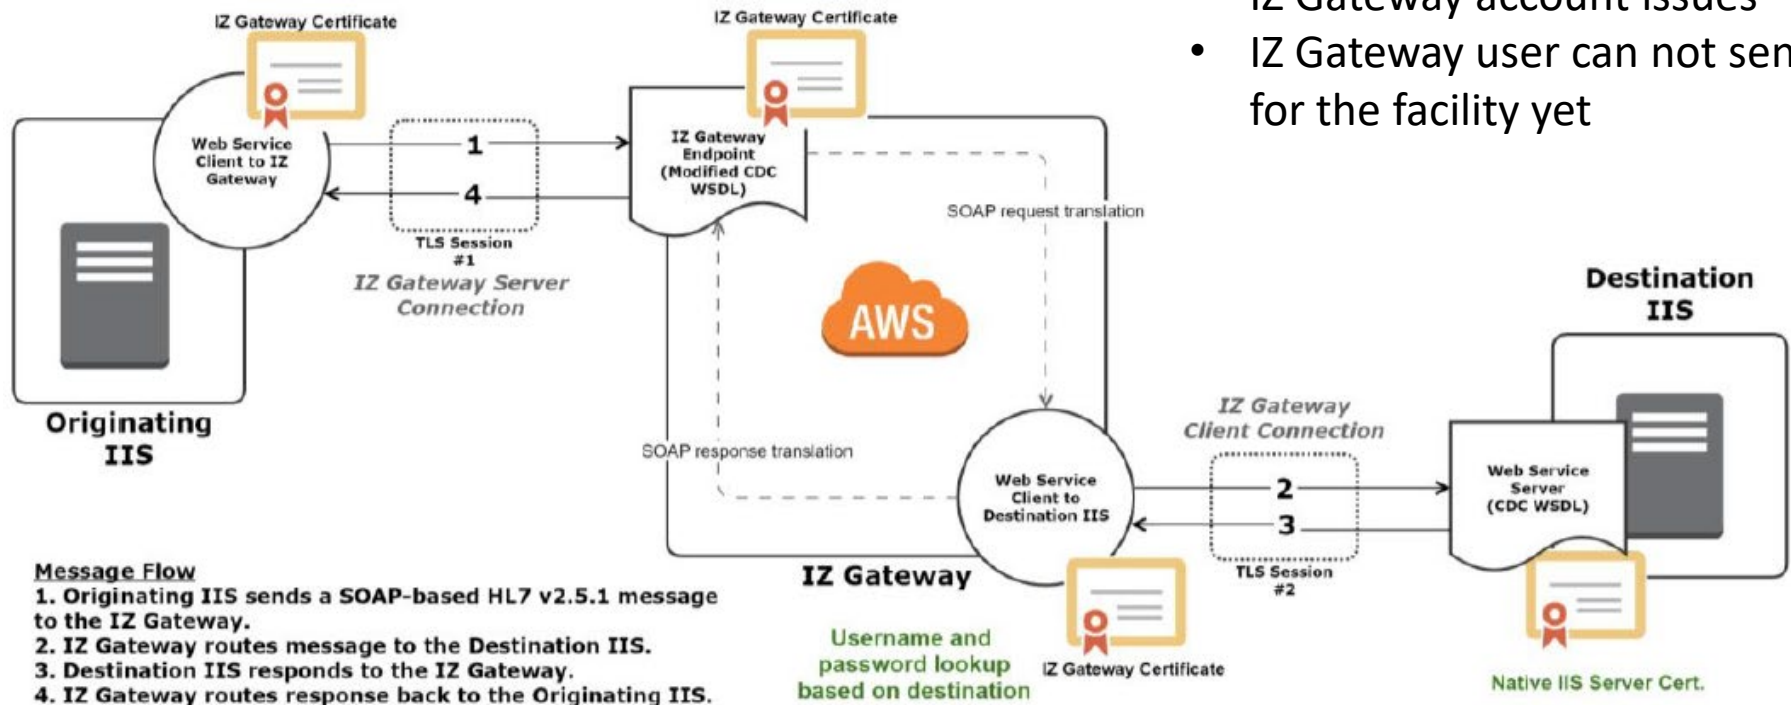 IZ Gateway Certificate
IZ Gateway Certificate
IZ Gateway account issues
• IZ Gateway user can not sen
for the facility yet
Web Service
Client to IZ
Gateway
1
4
TLS Session
#1
IZ Gateway Server
Connection
IZ Gateway
Endpoint
(Modified CDC
WSDL)
SOAP request translation
AWS
Originating
IIS
SOAP response translation
Web Service
Client to
Destination IIS
IZ Gateway
IZ Gateway
Client Connection
2
3
TLS Session
#2
Destination
IIS
Web Service
Server
(CDC WSDL)
Message Flow
1. Originating IIS sends a SOAP-based HL7 v2.5.1 message
to the IZ Gateway.
2. IZ Gateway routes message to the Destination IIS.
3. Destination IIS responds to the IZ Gateway.
4. IZ Gateway routes response back to the Originating IIS.
Username and
password lookup
based on destination
IZ Gateway Certificate
Native IIS Server Cert.